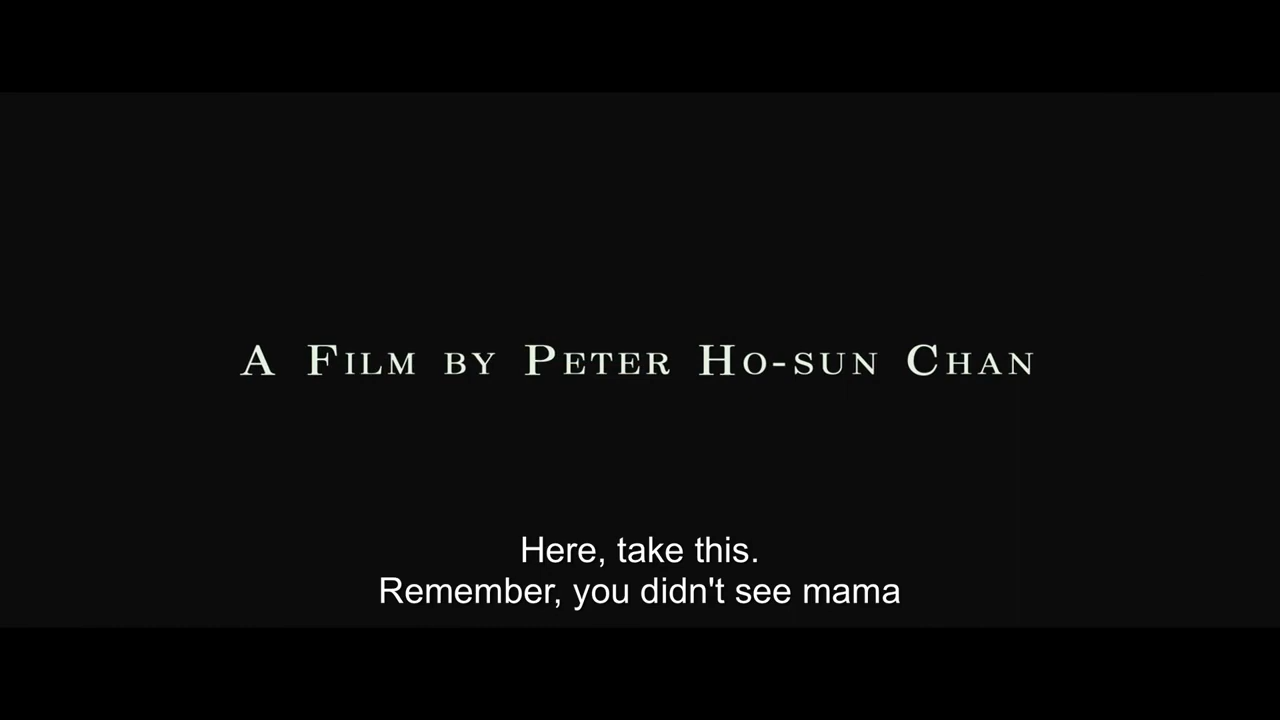 A FILM BY PETER HO-SUN CHAN
Here, take this.
Remember, you didn't see mama